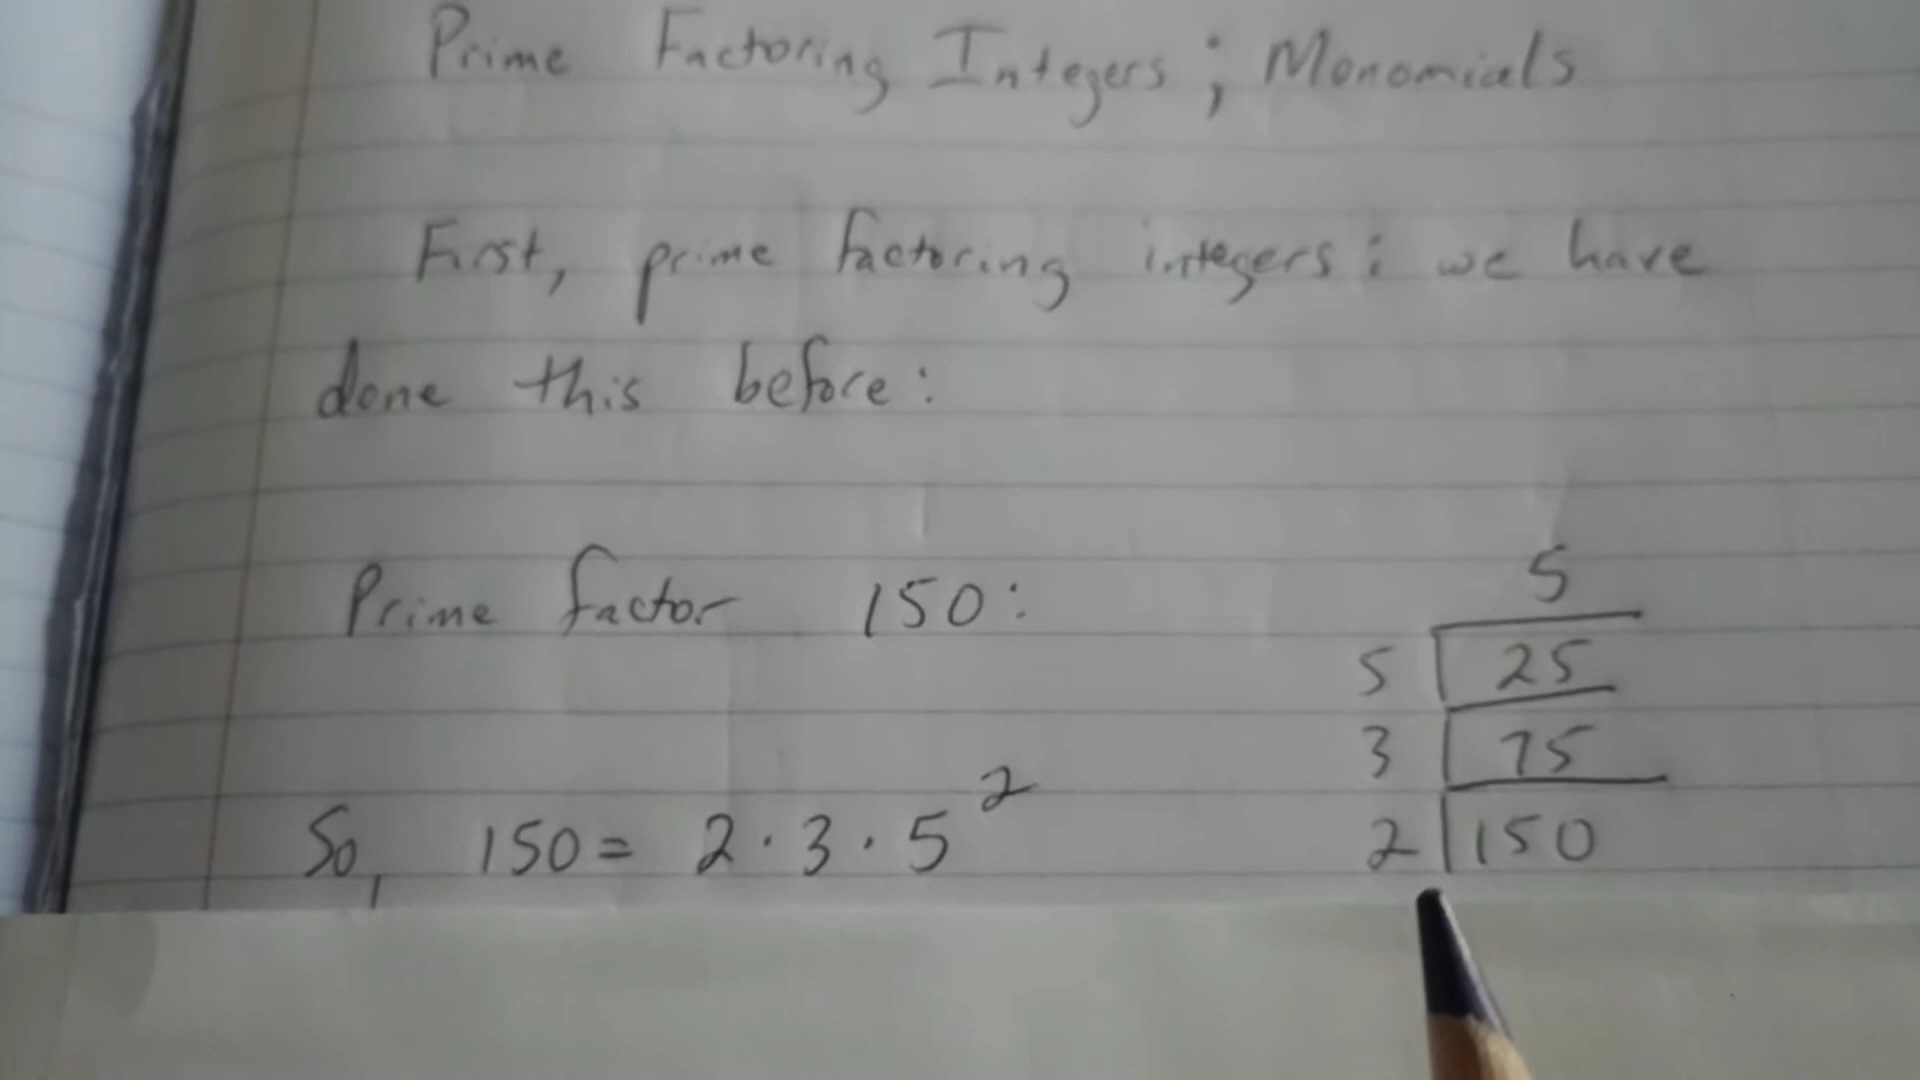 Prime Factoring Integers; Monomials
First, prime factoring integers: we have
done this before:
Prime factor 150:
5
5 25
3 75
2 150
So, 150 = 2 · 3 · 5²